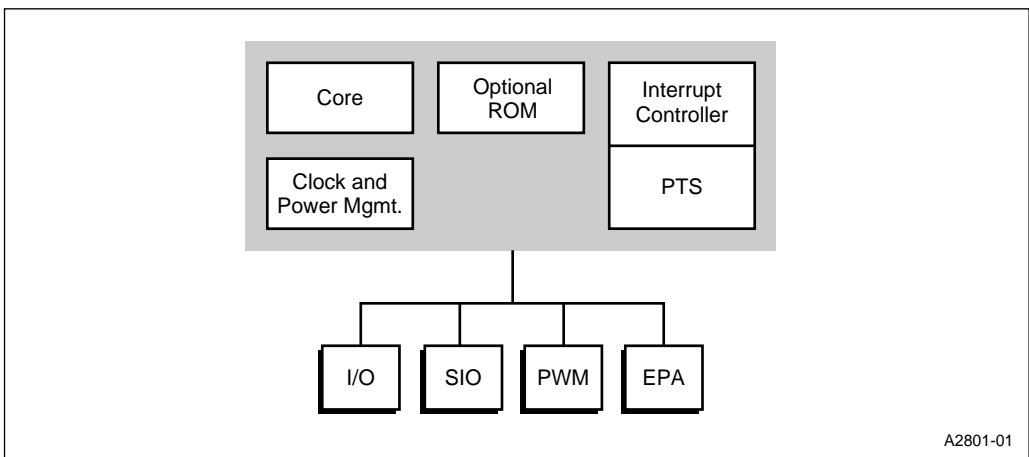 Core
Optional
ROM
Interrupt
Controller
Clock and
Power Mgmt.
PTS
I/O
SIO
PWM
EPA
A2801-01